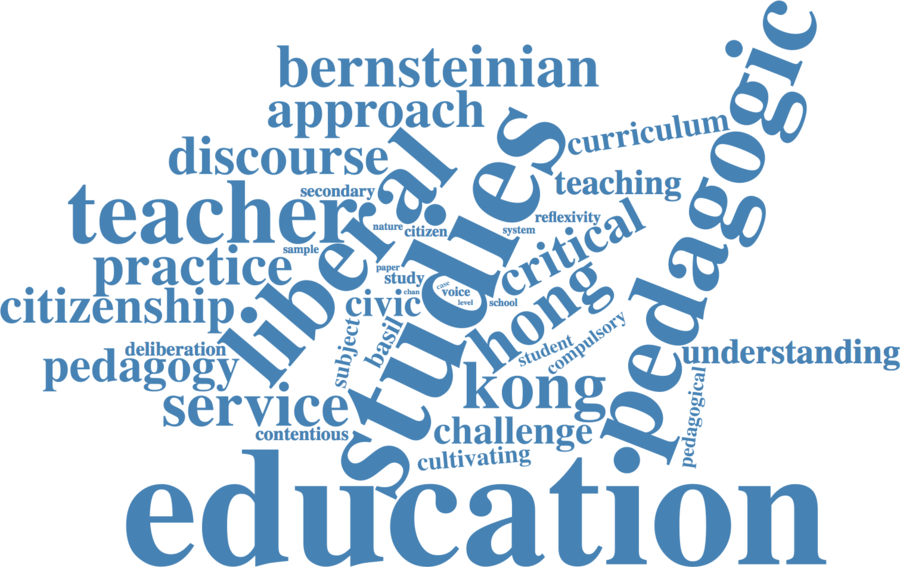 bernsteinian
approach
discourse
secondary
teacher
liberal
studies
pedagogic
curriculum
teaching
reflexivity
nature
citizen
system
sample
critical
practice
paper
study
case
voice
chan
level
school
civic
hong
citizenship
subject
basil
student
compulsory
deliberation
pedagogy
understanding
service
kong
pedagogical
contentious
challenge
cultivating
education